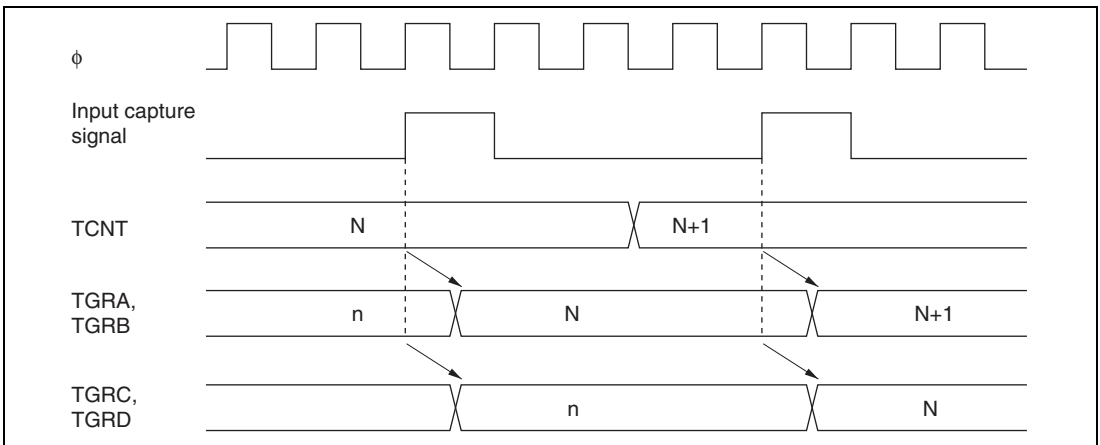 ϕ
Input capture
signal
TCNT
N
N+1
TGRA,
TGRB
n
N
N+1
TGRC,
TGRD
n
N